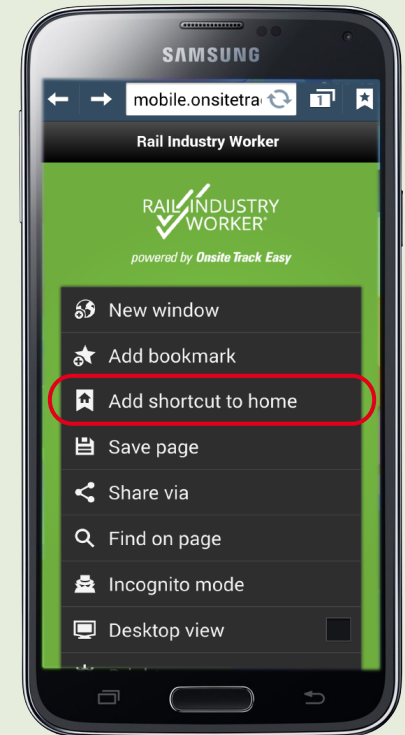 SAMSUNG
mobile.onsitetra
1
Rail Industry Worker
RAIL INDUSTRY
WORKER®
powered by Onsite Track Easy
New window
Add bookmark
Add shortcut to home
Save page
Share via
Find on page
Incognito mode
Desktop view